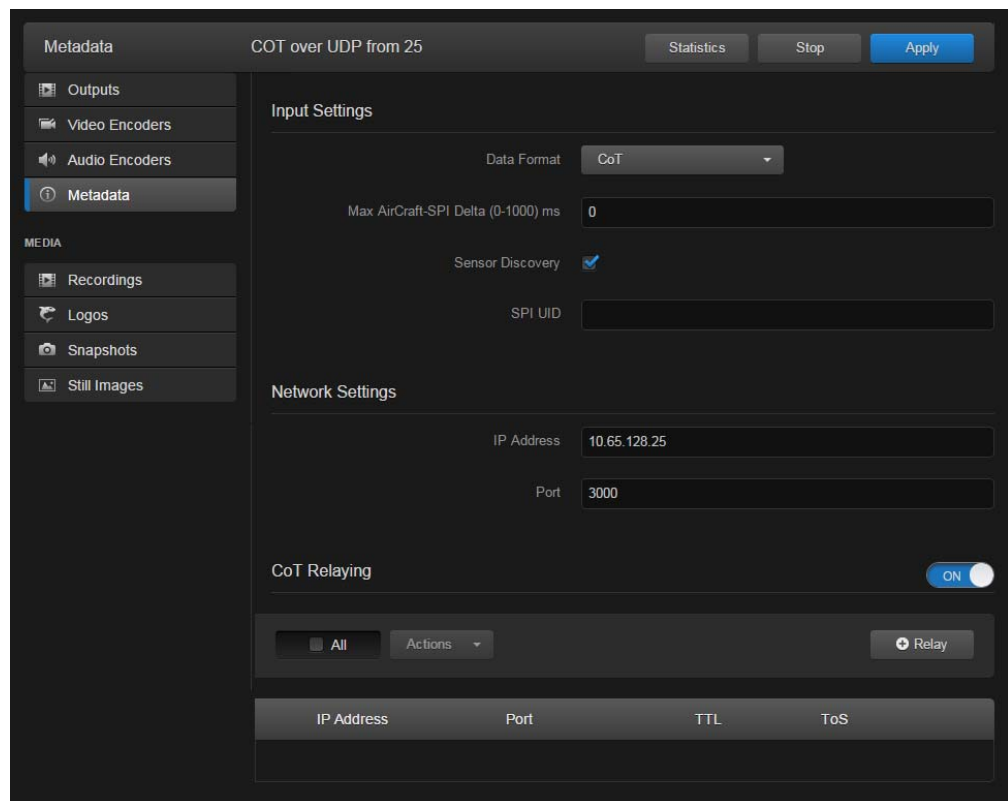 Metadata
COT over UDP from 25
Statistics
Stop
Apply
Outputs
Video Encoders
Audio Encoders
Metadata
MEDIA
Recordings
Logos
Snapshots
Still Images
Input Settings
Data Format
CoT
Max AirCraft-SPI Delta (0-1000) ms
0
Sensor Discovery
SPI UID
Network Settings
IP Address
10.65.128.25
Port
3000
CoT Relaying
ON
All
Actions
Relay
IP Address
Port
TTL
ToS